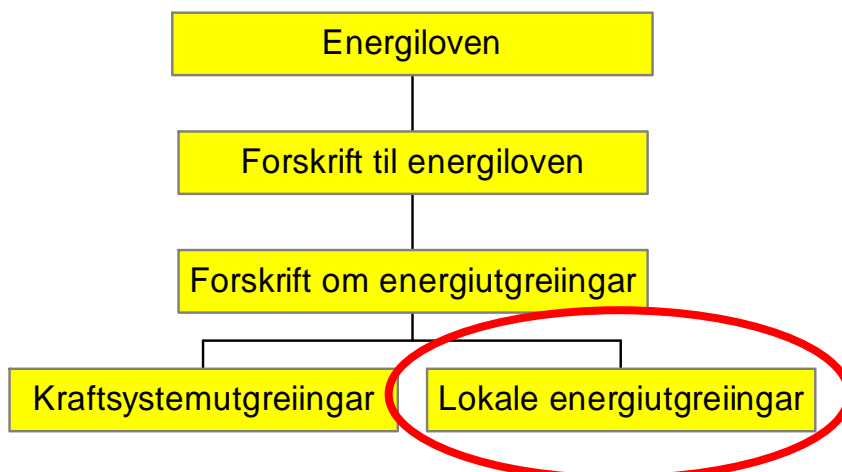 Energiloven
Forskrift til energiloven
Forskrift om energiutgreiingar
Kraftsystemutgreiingar
Lokale energiutgreiingar